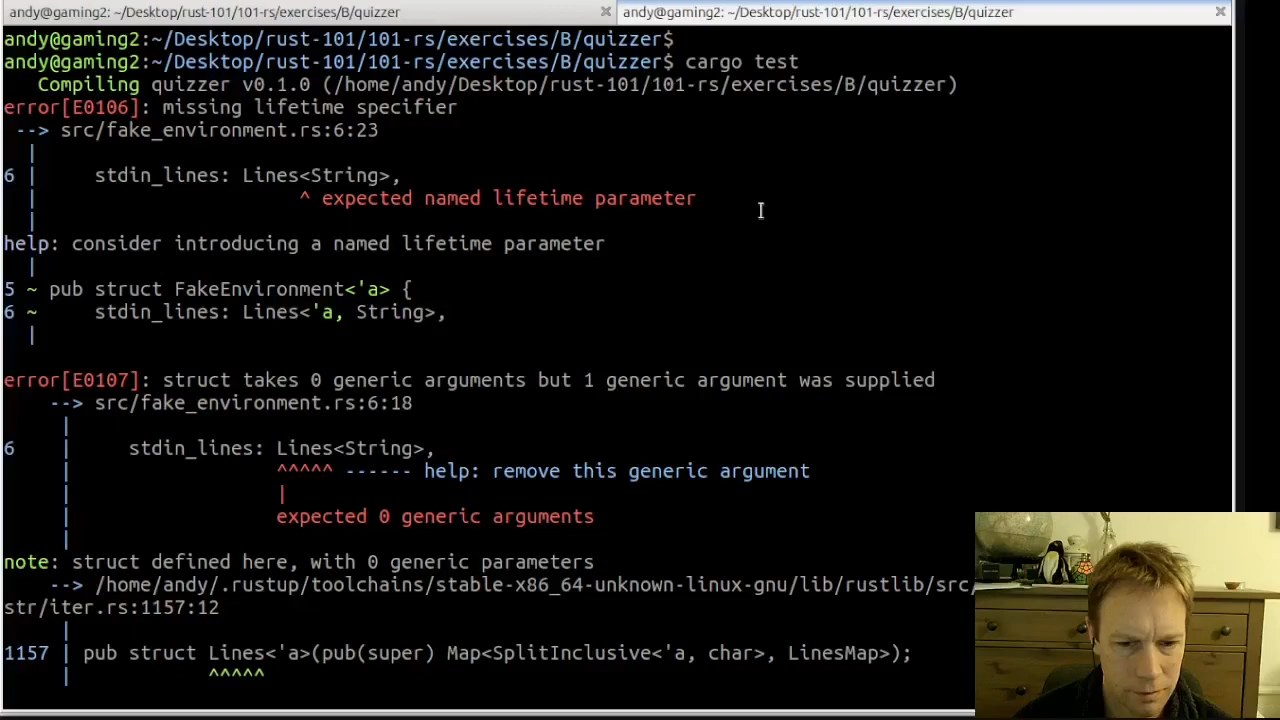 andy@gaming2: ~/Desktop/rust-101/101-rs/exercises/B/quizzer
andy@gaming2: ~/Desktop/rust-101/101-rs/exercises/B/quizzer
andy@gaming2:~/Desktop/rust-101/101-rs/exercises/B/quizzer$
andy@gaming2:~/Desktop/rust-101/101-rs/exercises/B/quizzer$ cargo test
Compiling quizzer v0.1.0 (/home/andy/Desktop/rust-101/101-rs/exercises/B/quizzer)
error[E0106]: missing lifetime specifier
--> src/fake_environment.rs:6:23
|
6 | stdin_lines: Lines<String>,
| ^ expected named lifetime parameter
|
help: consider introducing a named lifetime parameter
|
5 ~ pub struct FakeEnvironment<'a> {
6 ~ stdin_lines: Lines<'a, String>,
|
error[E0107]: struct takes 0 generic arguments but 1 generic argument was supplied
--> src/fake_environment.rs:6:18
|
6 | stdin_lines: Lines<String>,
| ^^^^^ ------ help: remove this generic argument
| |
| expected 0 generic arguments
|
note: struct defined here, with 0 generic parameters
--> /home/andy/.rustup/toolchains/stable-x86_64-unknown-linux-gnu/lib/rustlib/src/
str/iter.rs:1157:12
|
1157 | pub struct Lines<'a>(pub(super) Map<SplitInclusive<'a, char>, LinesMap>);
| ^^^^^